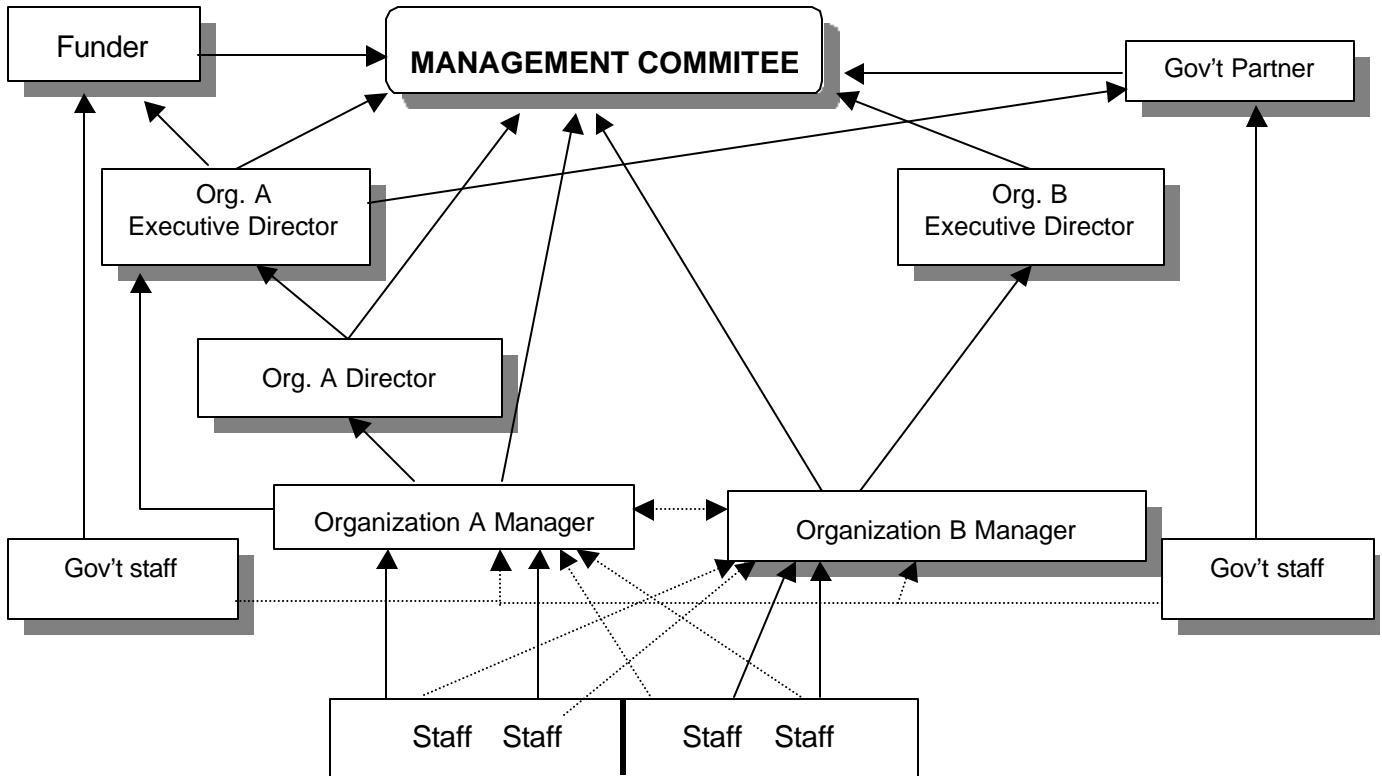 Funder
MANAGEMENT COMMITEE
Gov't Partner
Org. A
Executive Director
Org. B
Executive Director
Org. A Director
Organization A Manager
Organization B Manager
Gov't staff
Gov't staff
Staff Staff Staff Staff